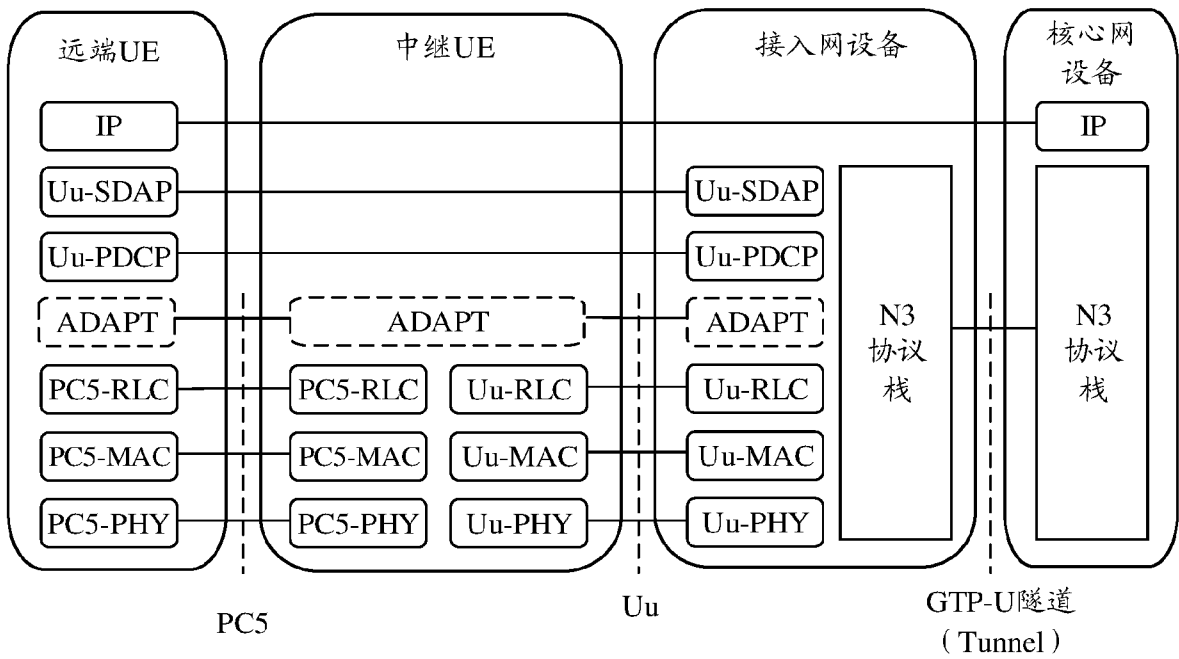 远端UE
中继UE
接入网设备
核心网
设备
IP
IP
Uu-SDAP
Uu-SDAP
Uu-PDCP
Uu-PDCP
ADAPT
ADAPT
ADAPT
N3
协议
栈
N3
协议
栈
PC5-RLC
PC5-RLC
Uu-RLC
Uu-RLC
PC5-MAC
PC5-MAC
Uu-MAC
Uu-MAC
PC5-PHY
PC5-PHY
Uu-PHY
Uu-PHY
PC5
Uu
GTP-U隧道
（Tunnel）